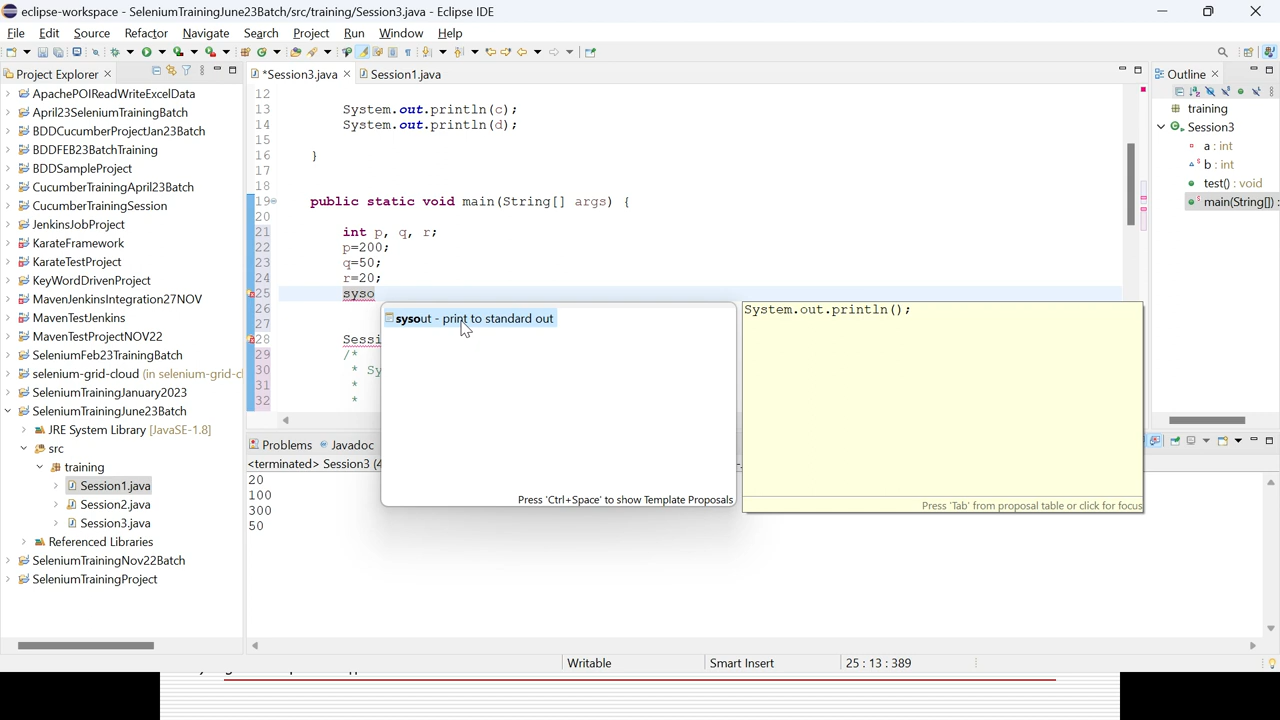 eclipse-workspace - SeleniumTrainingJune23Batch/src/training/Session3.java - Eclipse IDE
File Edit Source Refactor Navigate Search Project Run Window Help
Project Explorer
*Session3.java Session1.java
Outline
ApachePOIReadWriteExcelData
April23SeleniumTrainingBatch
BDDCucumberProjectJan23Batch
BDDFEB23BatchTraining
BDDSampleProject
CucumberTrainingApril23Batch
CucumberTrainingSession
JenkinsJobProject
KarateFramework
KarateTestProject
KeyWordDrivenProject
MavenJenkinsIntegration27NOV
MavenTestJenkins
MavenTestProjectNOV22
SeleniumFeb23TrainingBatch
selenium-grid-cloud (in selenium-grid-cl
SeleniumTrainingJanuary2023
SeleniumTrainingJune23Batch
JRE System Library [JavaSE-1.8]
src
training
Session1.java
Session2.java
Session3.java
Referenced Libraries
SeleniumTrainingNov22Batch
SeleniumTrainingProject
12
13 System.out.println(c);
14 System.out.println(d);
15
16 }
17
18
19 public static void main(String[] args) {
20
21 int p, q, r;
22 p=200;
23 q=50;
24 r=20;
25 syso
26
27
28 Sessi
29 /*
30 * Sy
31 *
32 *
sysout - print to standard out
Press 'Ctrl+Space' to show Template Proposals
System.out.println();
Press 'Tab' from proposal table or click for focus
training
Session3
a : int
b : int
test() : void
main(String[]) :
Problems Javadoc
<terminated> Session3 (4
20
100
300
50
Writable Smart Insert 25 : 13 : 389